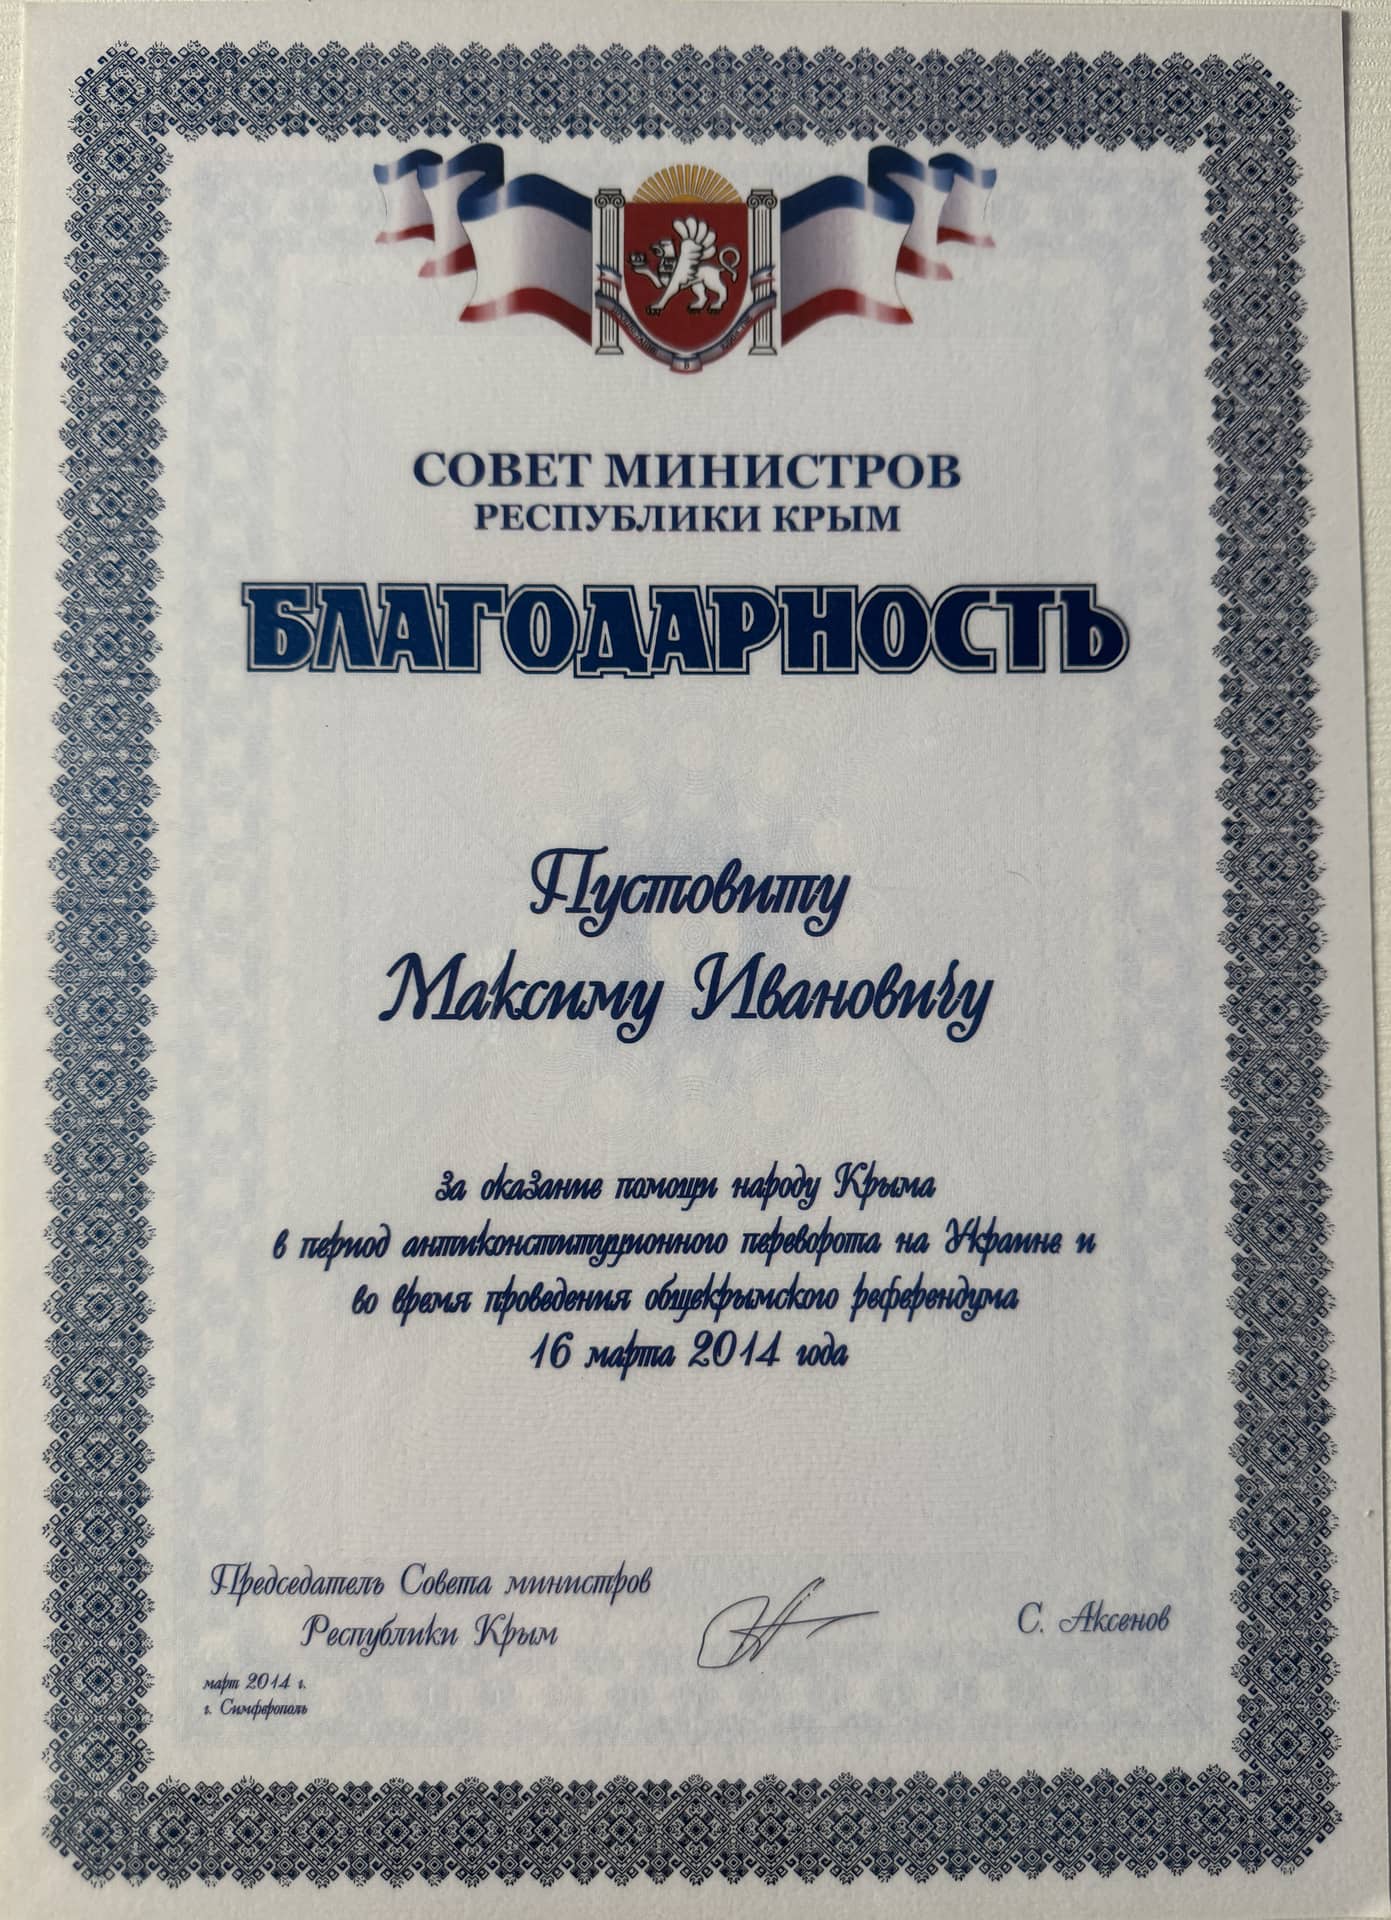 СОВЕТ МИНИСТРОВ
РЕСПУБЛИКИ КРЫМ
БЛАГОДАРНОСТЬ
Пустовиту
Максиму Ивановичу
за оказание помощи народу Крыма
в период антиконституционного переворота на Украине и
во время проведения общекрымского референдума
16 марта 2014 года
Председатель Совета министров
Республики Крым
С. Аксенов
март 2014 г.
г. Симферополь